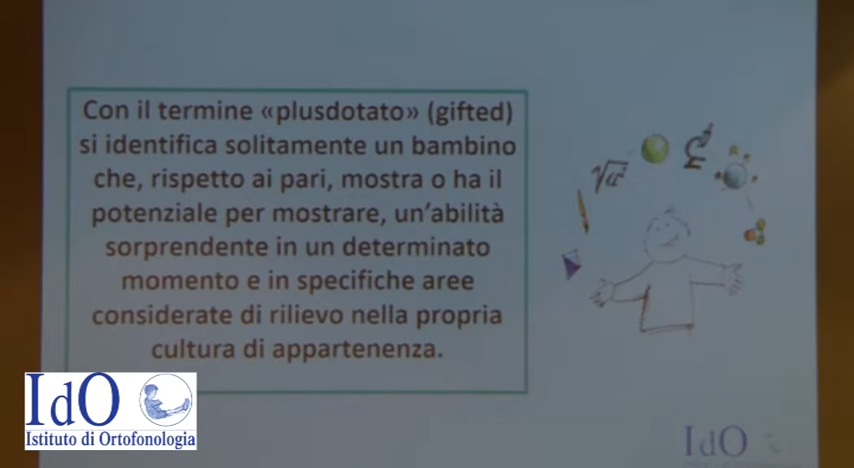 Con il termine «plusdotato» (gifted)
si identifica solitamente un bambino
che, rispetto ai pari, mostra o ha il
potenziale per mostrare, un'abilità
sorprendente in un determinato
momento e in specifiche aree
considerate di rilievo nella propria
cultura di appartenenza.
IdO
Istituto di Ortofonologia
IdO